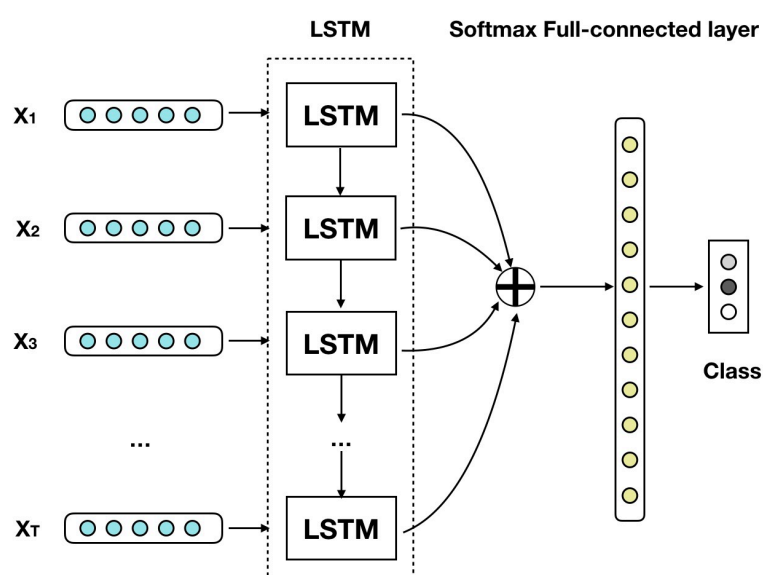 LSTM
Softmax Full-connected layer
X1
LSTM
X2
LSTM
X3
LSTM
Class
...
...
XT
LSTM